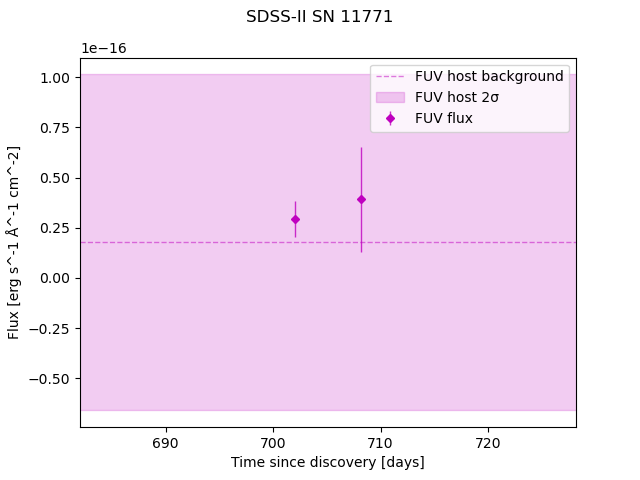 SDSS-II SN 11771
1e−16
FUV host background
FUV host 2σ
FUV flux
1.00
0.75
0.50
0.25
0.00
−0.25
−0.50
Flux [erg s^-1 Å^-1 cm^-2]
690
700
710
720
Time since discovery [days]